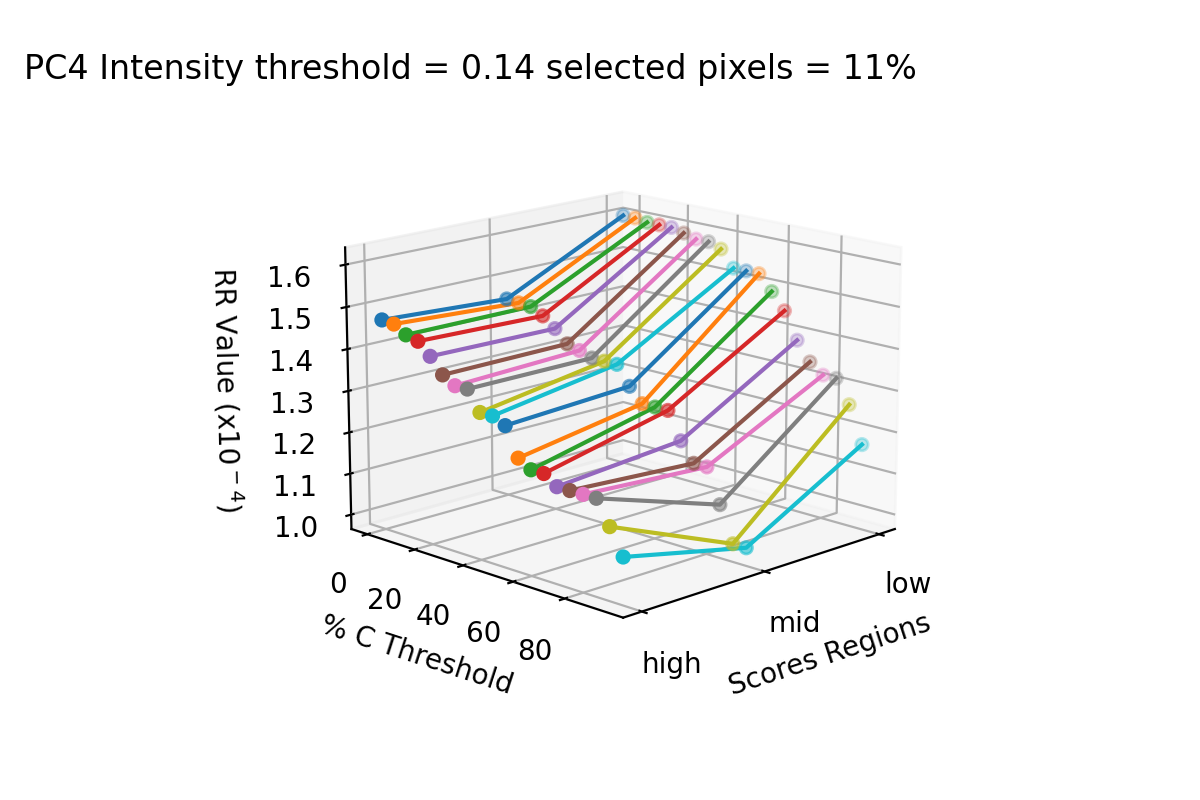 PC4 Intensity threshold = 0.14 selected pixels = 11%
RR Value (x10⁻⁴)
1.6
1.5
1.4
1.3
1.2
1.1
1.0
0
20
40
60
80
% C Threshold
high
mid
low
Scores Regions